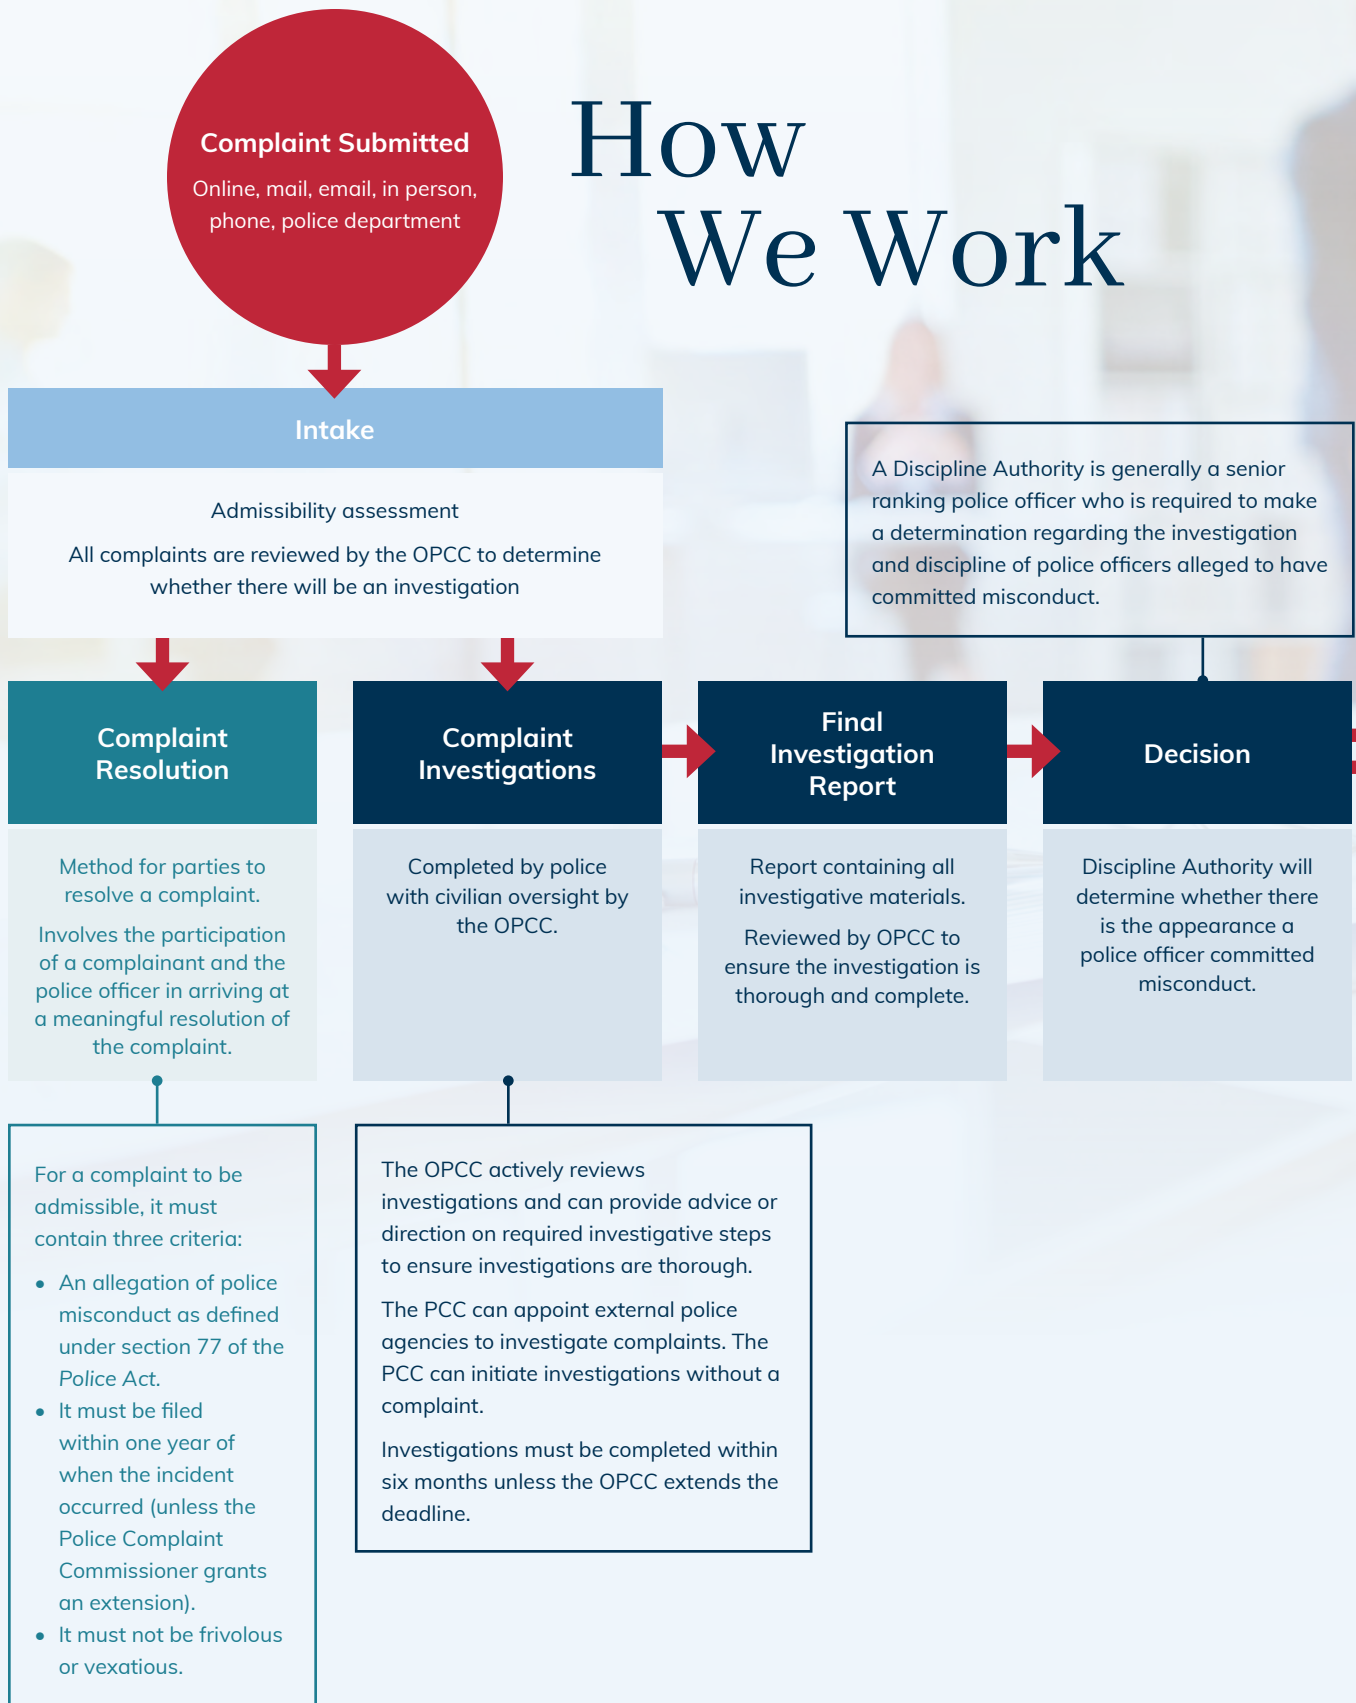 Complaint Submitted
Online, mail, email, in person,
phone, police department
How
We Work
Intake
Admissibility assessment
All complaints are reviewed by the OPCC to determine
whether there will be an investigation
A Discipline Authority is generally a senior
ranking police officer who is required to make
a determination regarding the investigation
and discipline of police officers alleged to have
committed misconduct.
Complaint
Resolution
Method for parties to
resolve a complaint.
Involves the participation
of a complainant and the
police officer in arriving at
a meaningful resolution of
the complaint.
Complaint
Investigations
Completed by police
with civilian oversight by
the OPCC.
Final
Investigation
Report
Report containing all
investigative materials.
Reviewed by OPCC to
ensure the investigation is
thorough and complete.
Decision
Discipline Authority will
determine whether there
is the appearance a
police officer committed
misconduct.
For a complaint to be
admissible, it must
contain three criteria:
• An allegation of police
misconduct as defined
under section 77 of the
Police Act.
• It must be filed
within one year of
when the incident
occurred (unless the
Police Complaint
Commissioner grants
an extension).
• It must not be frivolous
or vexatious.
The OPCC actively reviews
investigations and can provide advice or
direction on required investigative steps
to ensure investigations are thorough.
The PCC can appoint external police
agencies to investigate complaints. The
PCC can initiate investigations without a
complaint.
Investigations must be completed within
six months unless the OPCC extends the
deadline.